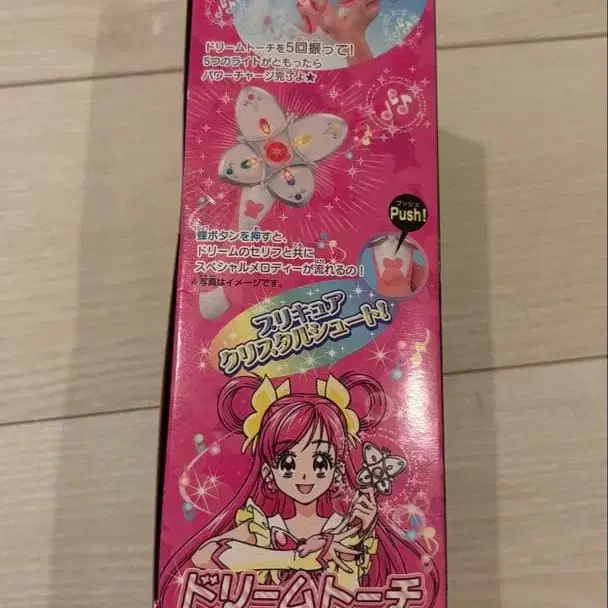 ドリームトーチを5回振って!
5つのライトがともったら
パワーチャージ完了よ★
プッシュ
Push!
蝶ボタンを押すと、
ドリームのセリフと共に
スペシャルメロディーが流れるの!
※写真はイメージです。
プリキュア
クリスタルシュート!
ドリームトーチ